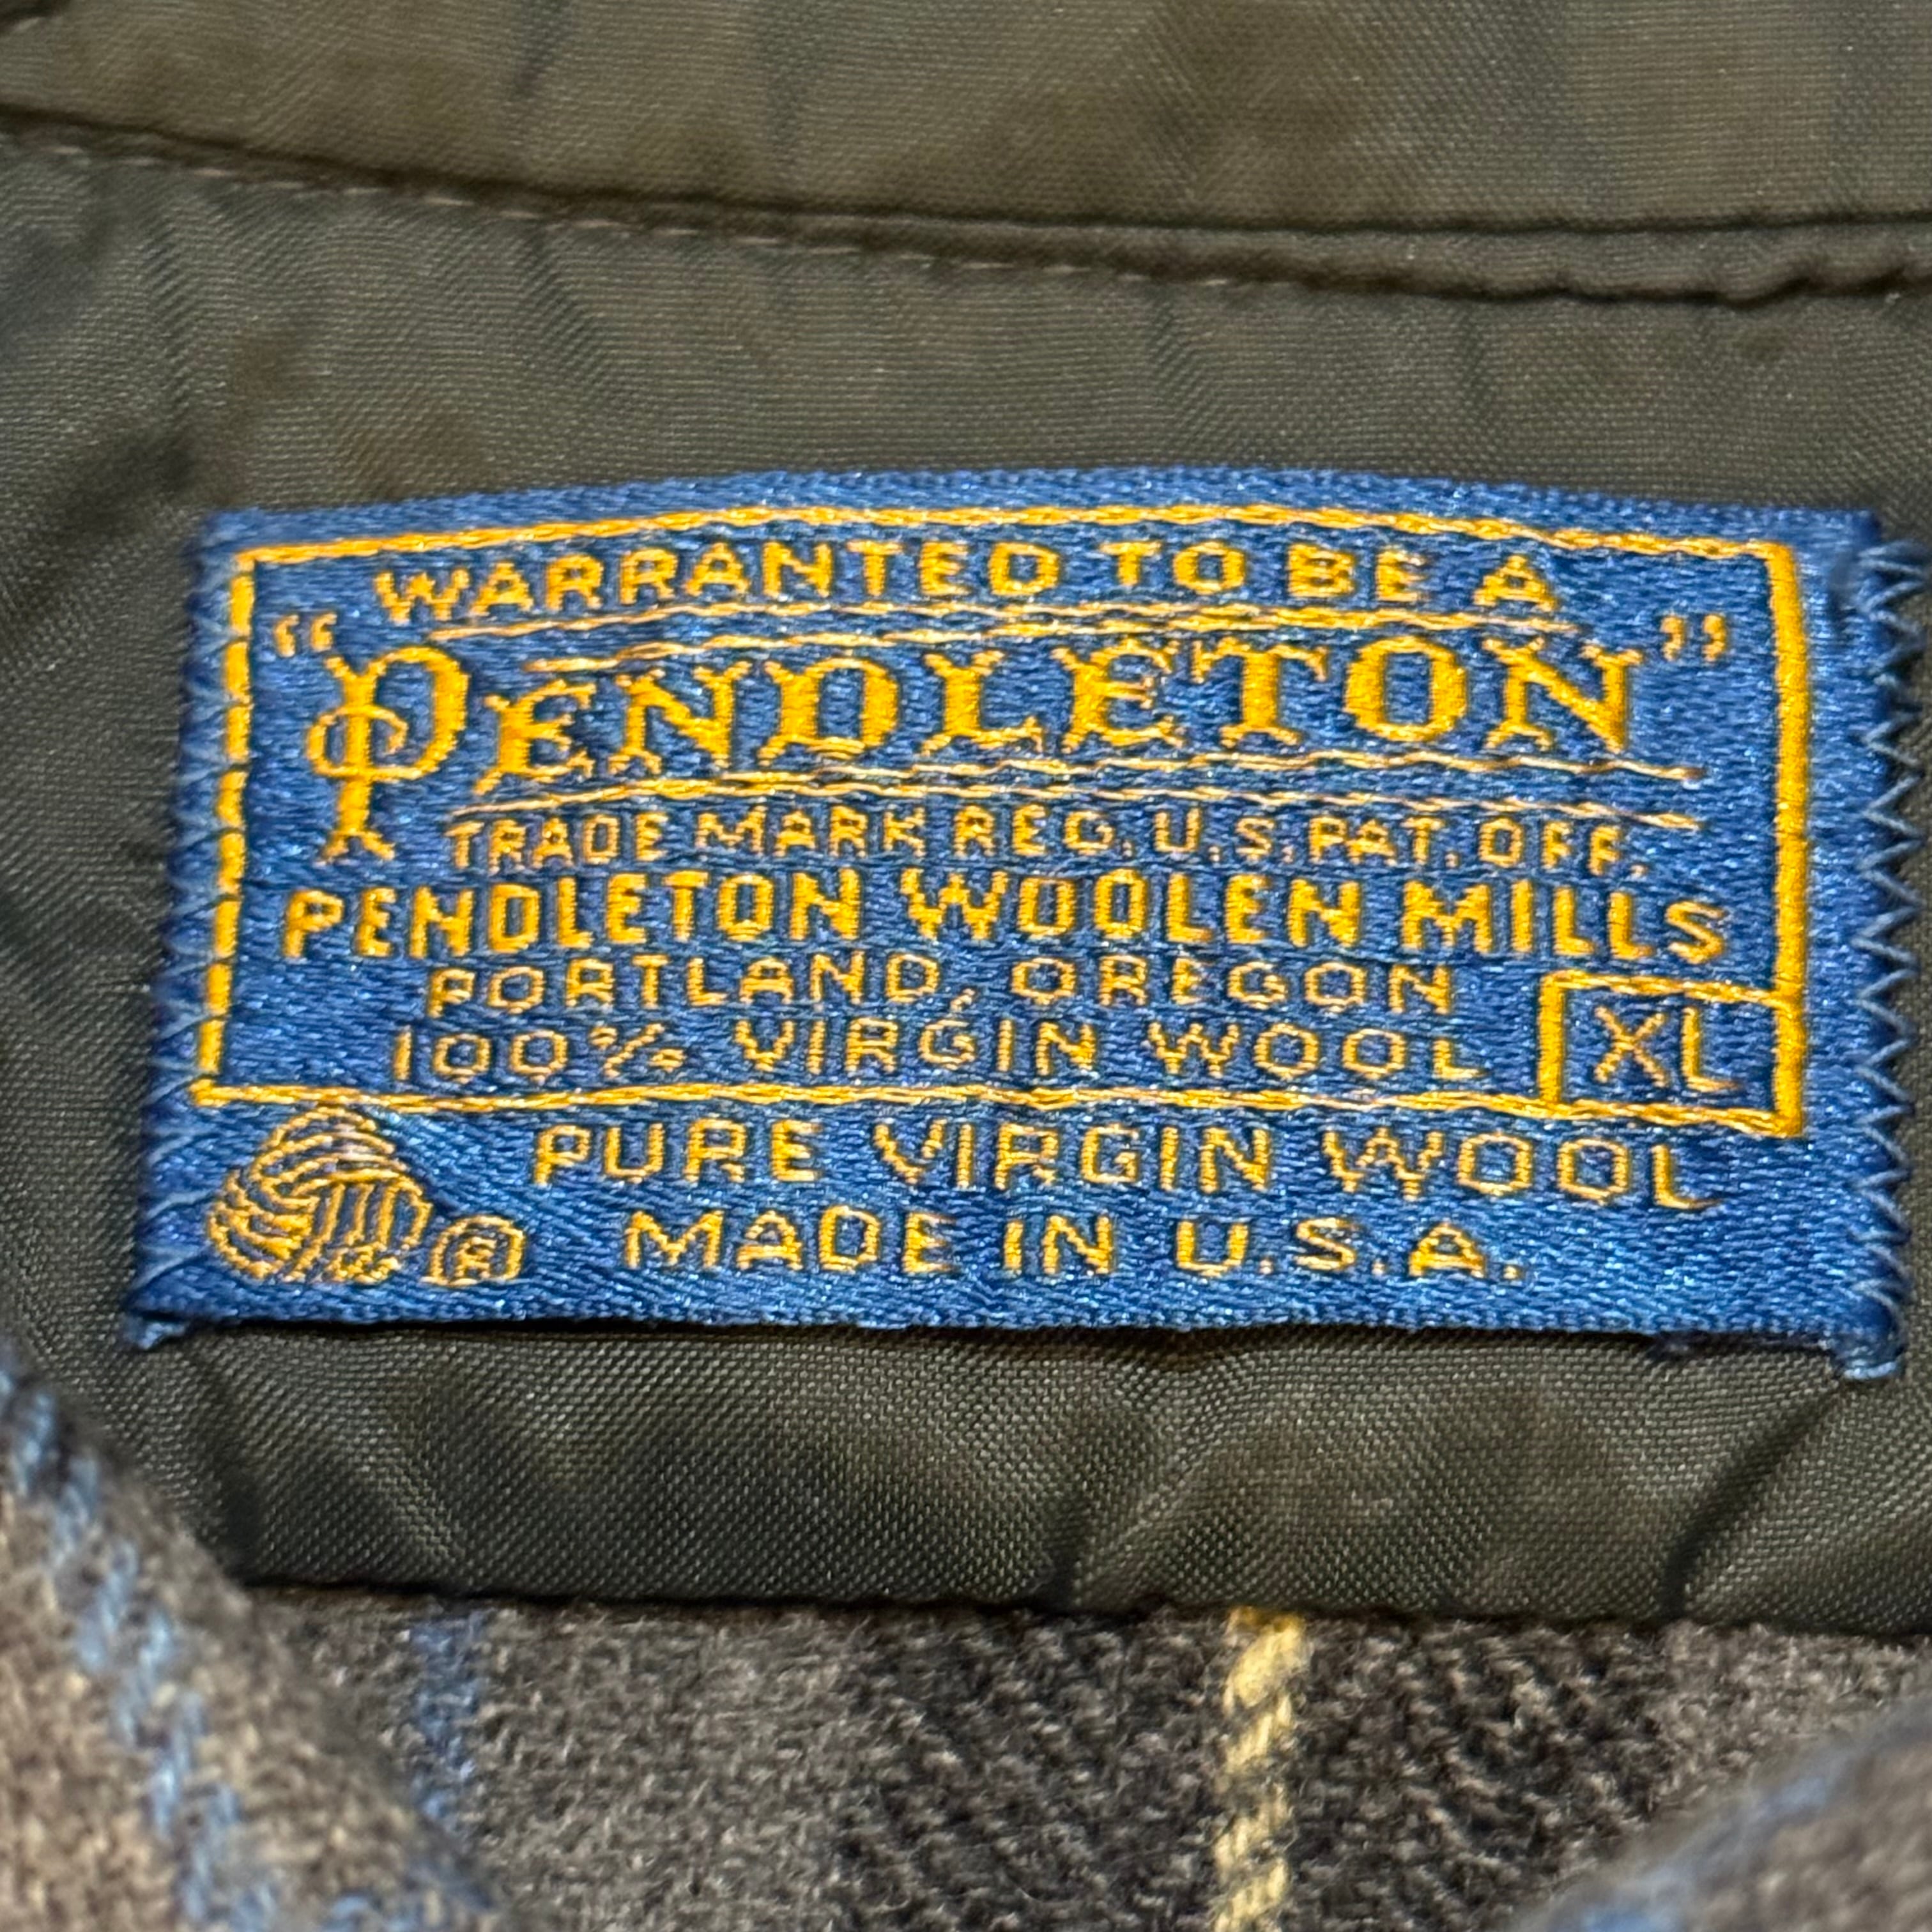 WARRANTED TO BE A
"PENDLETON"
TRADE MARK REG. U.S. PAT. OFF.
PENDLETON WOOLEN MILLS
PORTLAND, OREGON
100% VIRGIN WOOL
XL
PURE VIRGIN WOOL
® MADE IN U.S.A.